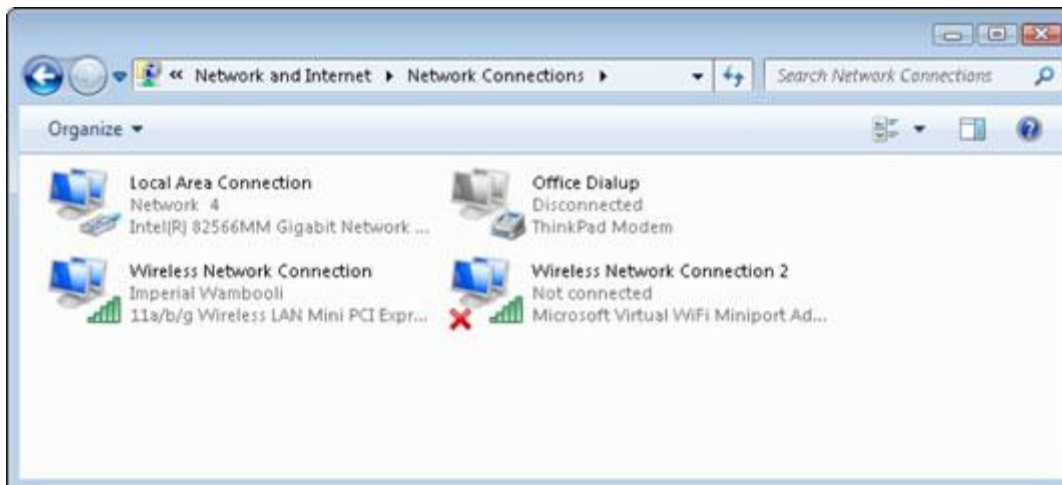 « Network and Internet ▸ Network Connections ▸
Search Network Connections
Organize
Local Area Connection
Network 4
Intel(R) 82566MM Gigabit Network ...
Office Dialup
Disconnected
ThinkPad Modem
Wireless Network Connection
Imperial Wambooli
11a/b/g Wireless LAN Mini PCI Expr...
Wireless Network Connection 2
Not connected
Microsoft Virtual WiFi Miniport Ad...